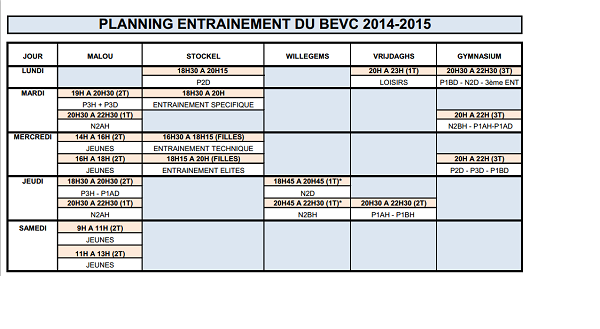 PLANNING ENTRAINEMENT DU BEVC 2014-2015
JOUR MALOU STOCKEL WILLEGEMS VRIJDAGHS GYMNASIUM
LUNDI 18H30 A 20H15 20H A 23H (1T) 20H30 A 22H30 (3T)
P2D LOISIRS P1BD - N2D - 3ème ENT
MARDI 19H A 20H30 (2T) 18H30 A 20H
P3H + P3D ENTRAINEMENT SPECIFIQUE
20H30 A 22H30 (1T) 20H A 22H (3T)
N2AH N2BH - P1AH-P1AD
MERCREDI 14H A 16H (2T) 16H30 A 18H15 (FILLES)
JEUNES ENTRAINEMENT TECHNIQUE
16H A 18H (2T) 18H15 A 20H (FILLES) 20H A 22H (3T)
JEUNES ENTRAINEMENT ELITES P2D - P3D - P1BD
JEUDI 18H30 A 20H30 (2T) 18H45 A 20H45 (1T)*
P3H - P1AD N2D
20H30 A 22H30 (1T) 20H45 A 22H30 (1T)* 20H30 A 22H30 (2T)
N2AH N2BH P1AH - P1BH
SAMEDI 9H A 11H (2T)
JEUNES
11H A 13H (2T)
JEUNES